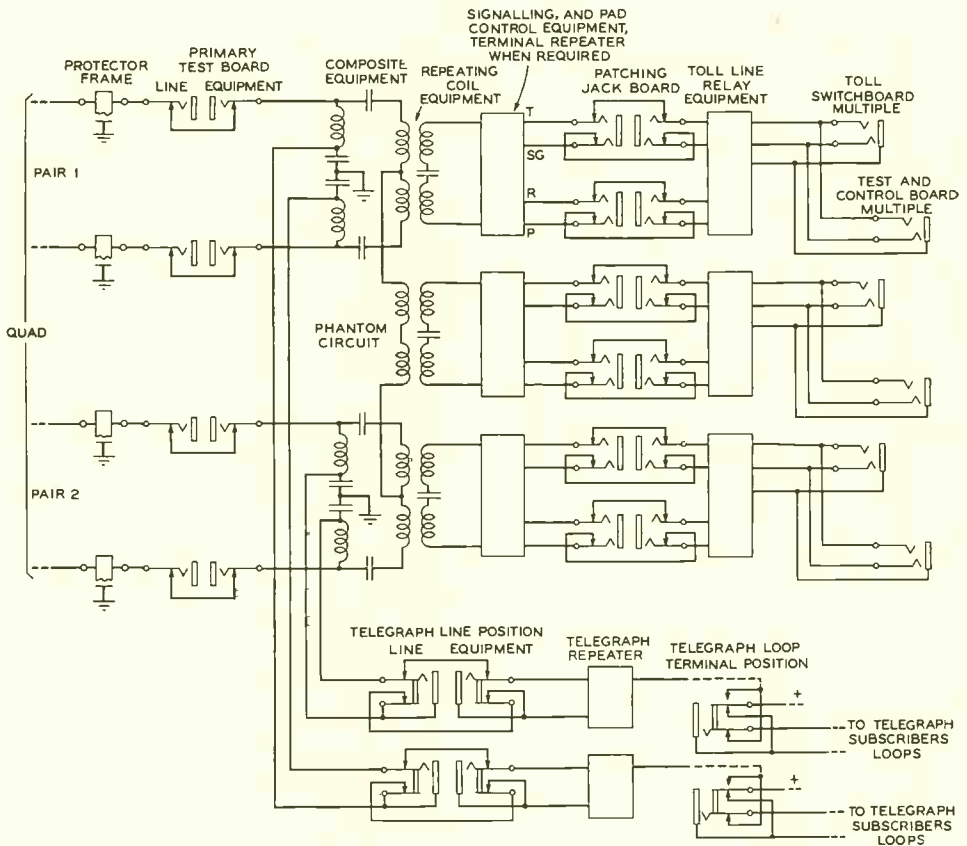 SIGNALLING, AND PAD
CONTROL EQUIPMENT,
TERMINAL REPEATER
WHEN REQUIRED
PROTECTOR
FRAME
PRIMARY
TEST BOARD
LINE EQUIPMENT
COMPOSITE
EQUIPMENT
REPEATING
COIL
EQUIPMENT
PATCHING
JACK BOARD
TOLL LINE
RELAY
EQUIPMENT
TOLL
SWITCHBOARD
MULTIPLE
T
SG
R
P
PAIR 1
TEST AND
CONTROL BOARD
MULTIPLE
QUAD
PHANTOM
CIRCUIT
PAIR 2
TELEGRAPH LINE POSITION
LINE EQUIPMENT
TELEGRAPH
REPEATER
TELEGRAPH LOOP
TERMINAL POSITION
+
TO TELEGRAPH
SUBSCRIBERS
LOOPS
+
TO TELEGRAPH
SUBSCRIBERS
LOOPS